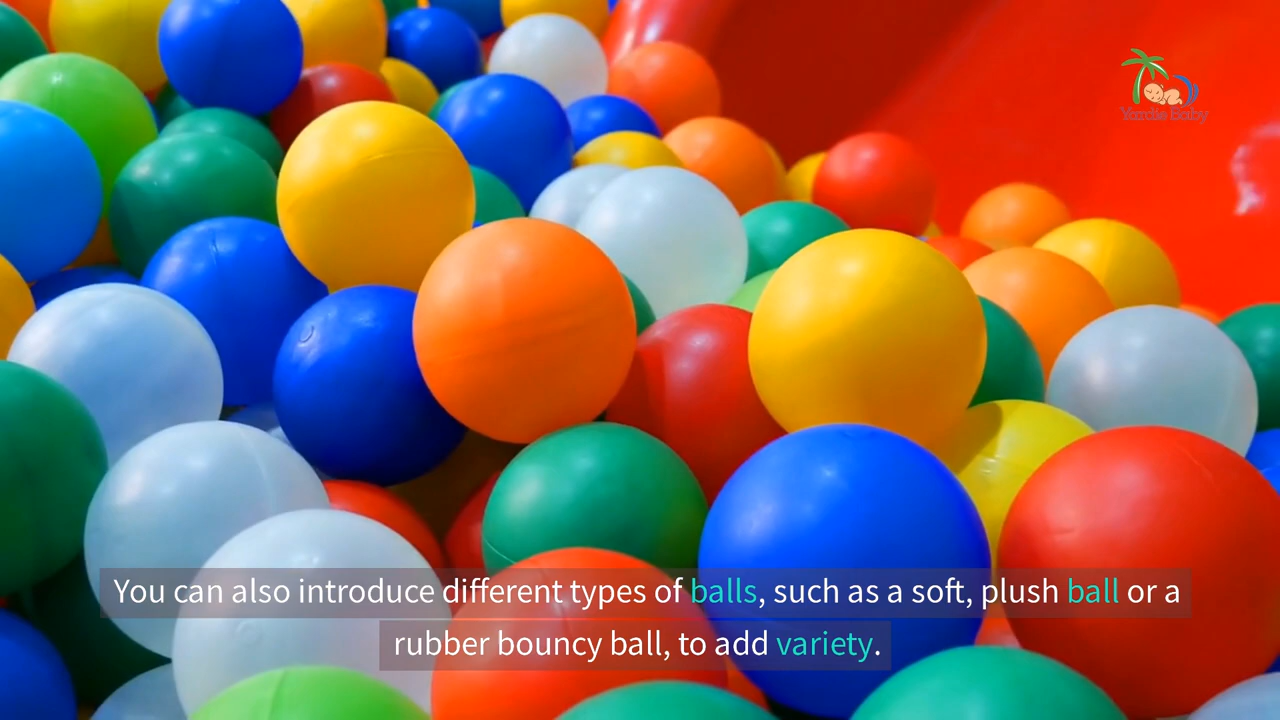 Yardie baby
You can also introduce different types of balls, such as a soft, plush ball or a
rubber bouncy ball, to add variety.